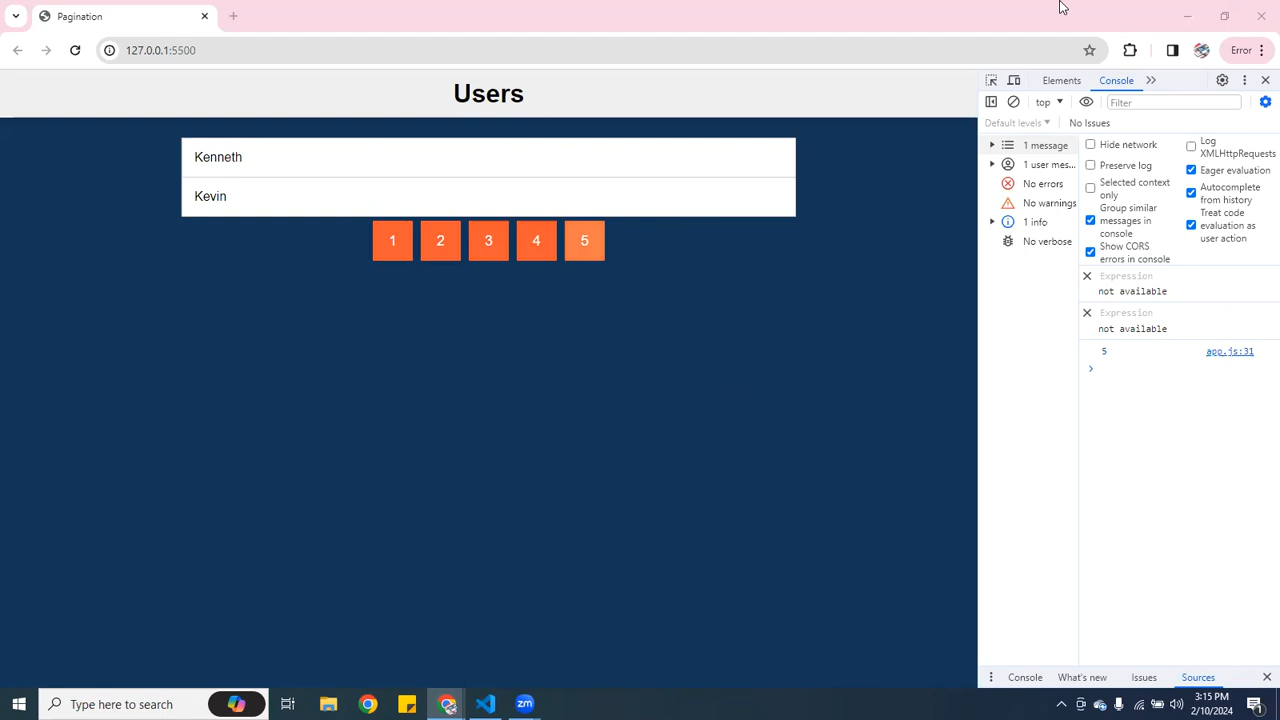 Pagination
127.0.0.1:5500
Error
Users
Kenneth
Kevin
1 2 3 4 5
Elements
Console
top
Filter
Default levels
No Issues
1 message
1 user mes...
No errors
No warnings
1 info
No verbose
Hide network
Preserve log
Selected context only
Group similar messages in console
Show CORS errors in console
Log XMLHttpRequests
Eager evaluation
Autocomplete from history
Treat code evaluation as user action
Expression
not available
Expression
not available
5 app.js:31
Console
What's new
Issues
Sources
Type here to search
zm
3:15 PM
2/10/2024